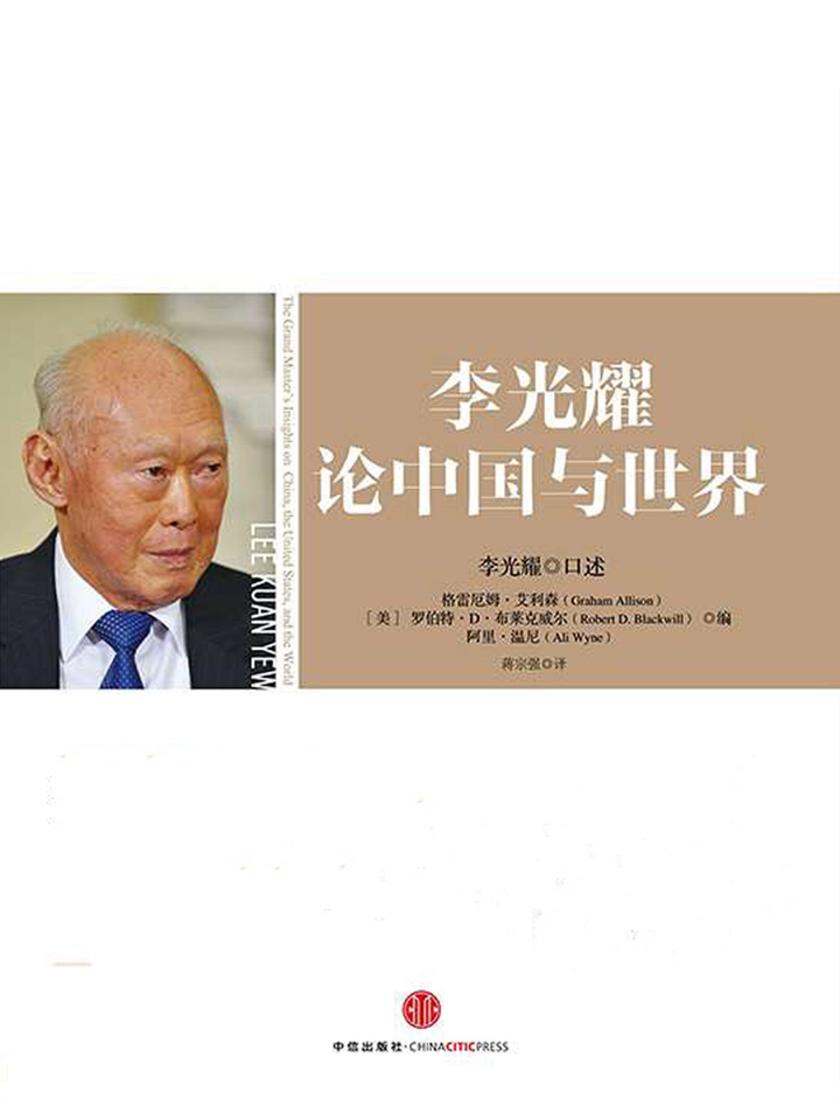 The Grand Master's Insights on China, the United States, and the World
LEE KUAN YEW
李光耀
论中国与世界
李光耀◎口述
格雷厄姆·艾利森（Graham Allison）
［美］ 罗伯特·D·布莱克威尔（Robert D. Blackwill） ◎编
阿里·温尼（Ali Wyne）
蒋宗强◎译
中信出版社·CHINACITICPRESS